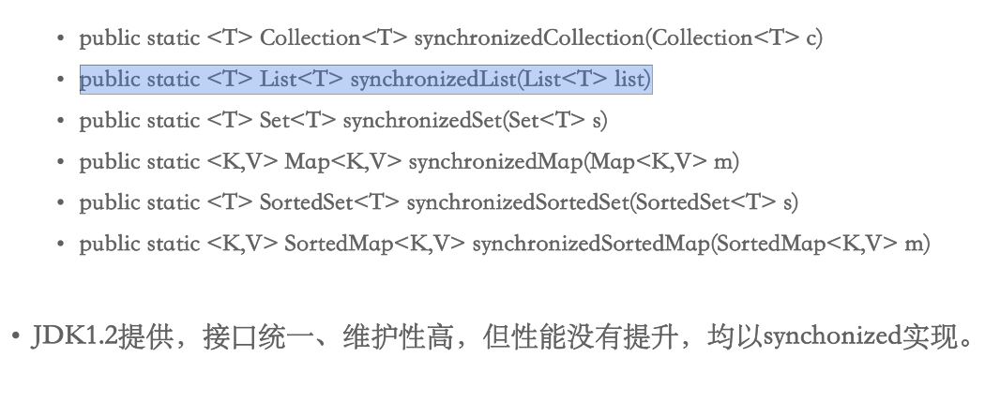 • public static <T> Collection<T> synchronizedCollection(Collection<T> c)
• public static <T> List<T> synchronizedList(List<T> list)
• public static <T> Set<T> synchronizedSet(Set<T> s)
• public static <K,V> Map<K,V> synchronizedMap(Map<K,V> m)
• public static <T> SortedSet<T> synchronizedSortedSet(SortedSet<T> s)
• public static <K,V> SortedMap<K,V> synchronizedSortedMap(SortedMap<K,V> m)
• JDK1.2提供，接口统一、维护性高，但性能没有提升，均以synchonized实现。